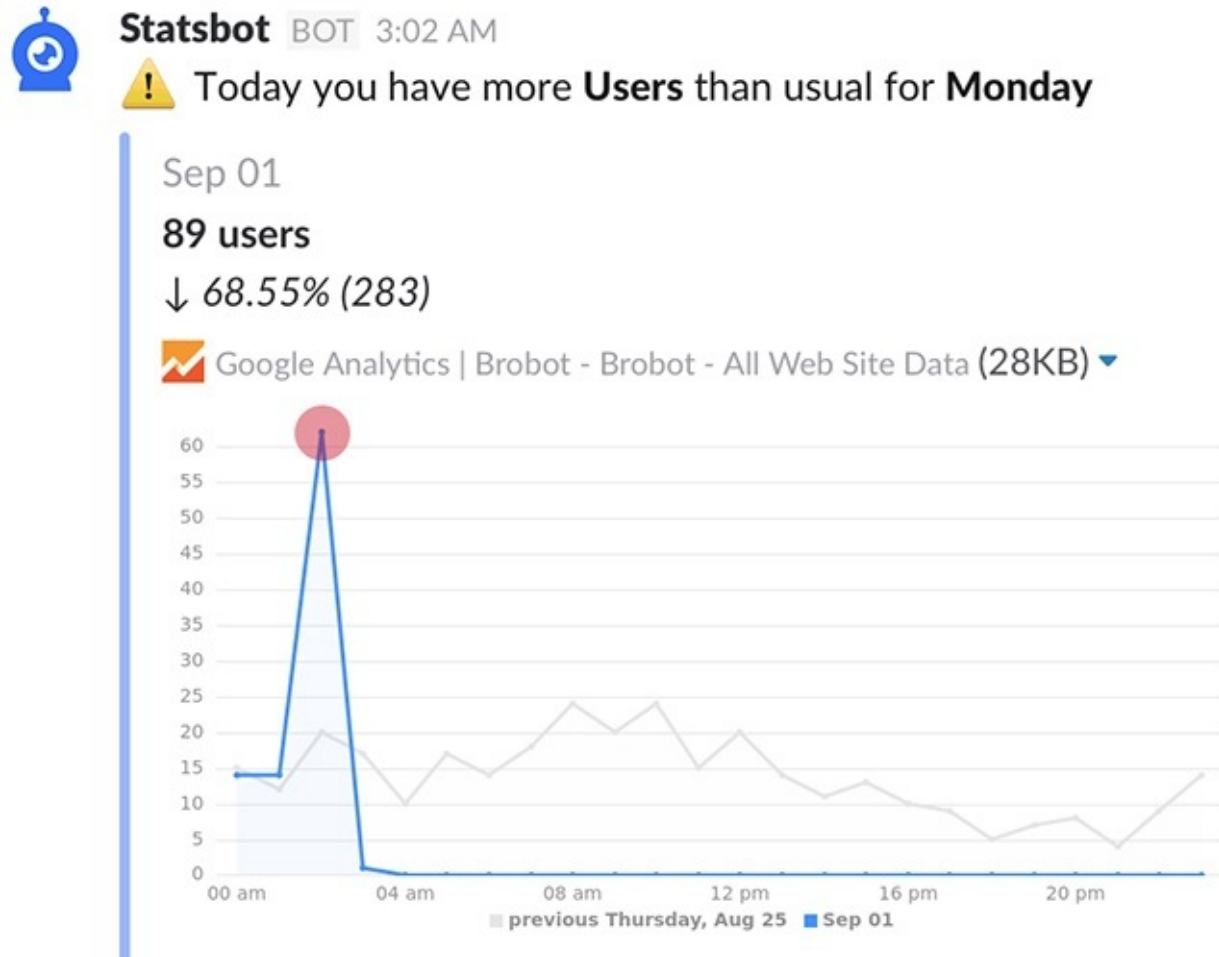 Statsbot BOT 3:02 AM
⚠ Today you have more Users than usual for Monday
Sep 01
89 users
↓ 68.55% (283)
Google Analytics | Brobot - Brobot - All Web Site Data (28KB)
60
55
50
45
40
35
30
25
20
15
10
5
0
00 am 04 am 08 am 12 pm 16 pm 20 pm
previous Thursday, Aug 25 Sep 01